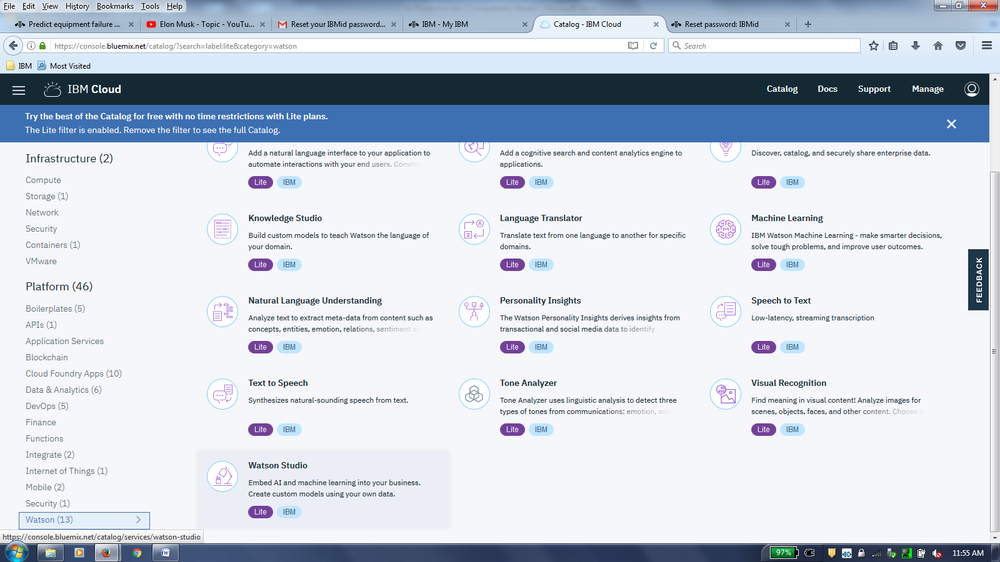 File Edit View History Bookmarks Tools Help
Predict equipment failure ...
Elon Musk - Topic - YouTu...
Reset your IBMid password...
IBM - My IBM
Catalog - IBM Cloud
Reset password: IBMid
https://console.bluemix.net/catalog/?search=label:lite&category=watson
Search
IBM
Most Visited
IBM Cloud
Catalog
Docs
Support
Manage
Try the best of the Catalog for free with no time restrictions with Lite plans.
The Lite filter is enabled. Remove the filter to see the full Catalog.
Infrastructure (2)
Compute
Storage (1)
Network
Security
Containers (1)
VMware
Platform (46)
Boilerplates (5)
APIs (1)
Application Services
Blockchain
Cloud Foundry Apps (10)
Data & Analytics (6)
DevOps (5)
Finance
Functions
Integrate (2)
Internet of Things (1)
Mobile (2)
Security (1)
Watson (13)
Add a natural language interface to your application to
automate interactions with your end users. Common
Lite IBM
Add a cognitive search and content analytics engine to
applications.
Lite IBM
Discover, catalog, and securely share enterprise data.
Lite IBM
Knowledge Studio
Build custom models to teach Watson the language of
your domain.
Lite IBM
Language Translator
Translate text from one language to another for specific
domains.
Lite IBM
Machine Learning
IBM Watson Machine Learning - make smarter decisions,
solve tough problems, and improve user outcomes.
Lite IBM
Natural Language Understanding
Analyze text to extract meta-data from content such as
concepts, entities, emotion, relations, sentiment
Lite IBM
Personality Insights
The Watson Personality Insights derives insights from
transactional and social media data to identify
Lite IBM
Speech to Text
Low-latency, streaming transcription
Lite IBM
Text to Speech
Synthesizes natural-sounding speech from text.
Lite IBM
Tone Analyzer
Tone Analyzer uses linguistic analysis to detect three
types of tones from communications: emotion,
Lite IBM
Visual Recognition
Find meaning in visual content! Analyze images for
scenes, objects, faces, and other content. Choose
Lite IBM
Watson Studio
Embed AI and machine learning into your business.
Create custom models using your own data.
Lite IBM
FEEDBACK
https://console.bluemix.net/catalog/services/watson-studio
97%
11:55 AM